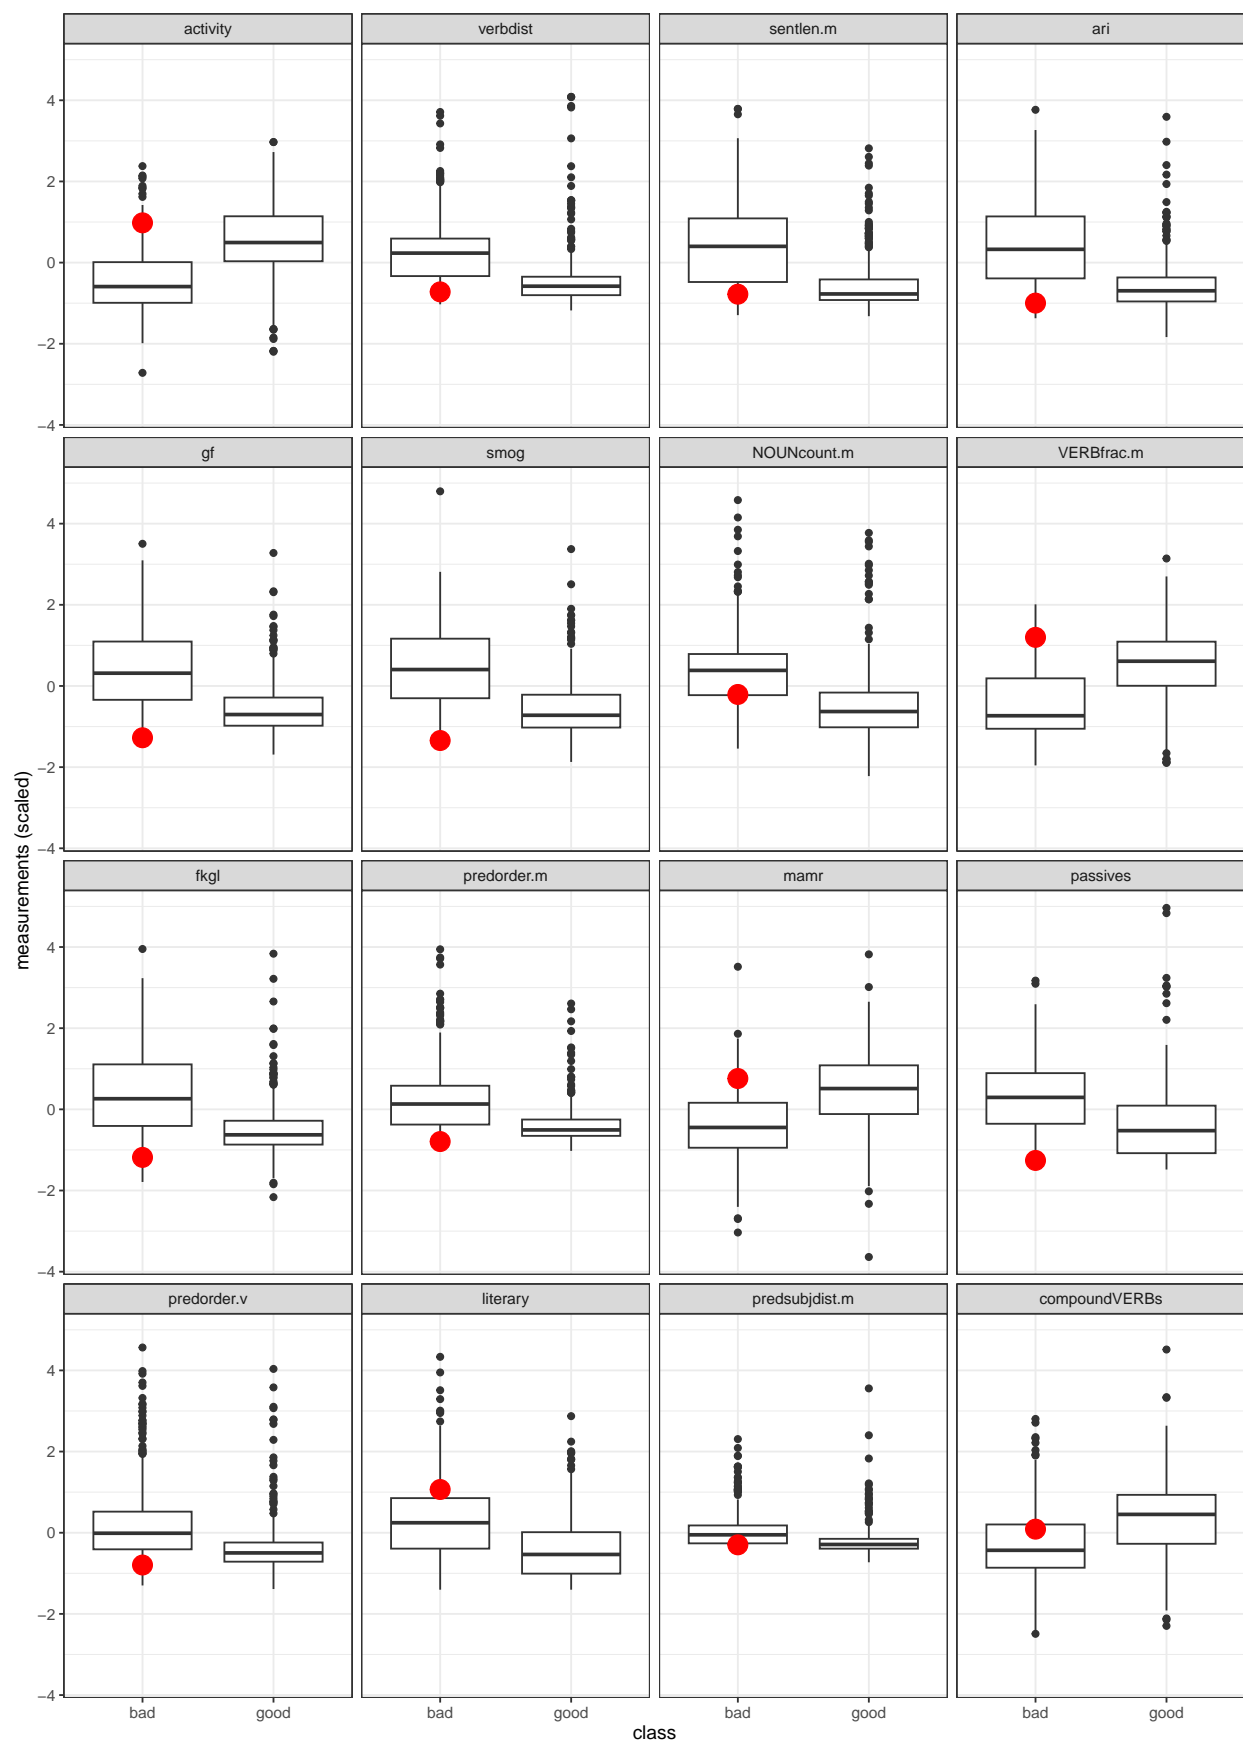 activity verbdist sentlen.m ari
4
2
0
−2
−4
gf smog NOUNcount.m VERBfrac.m
4
2
0
−2
−4
measurements (scaled)
fkgl predorder.m mamr passives
4
2
0
−2
−4
predorder.v literary predsubjdist.m compoundVERBs
4
2
0
−2
−4
bad good bad good bad good bad good
class